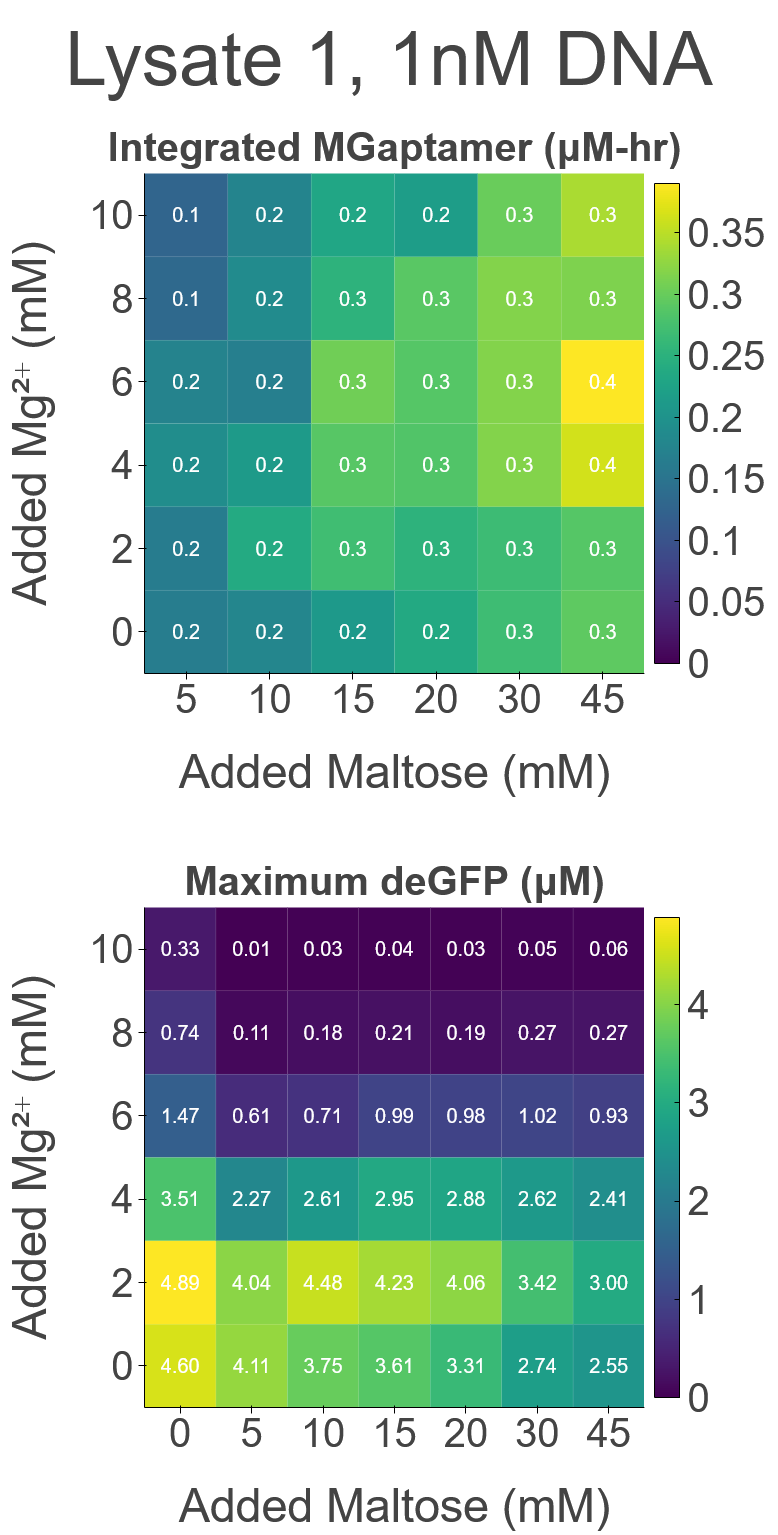 Lysate 1, 1nM DNA
Integrated MGaptamer (µM-hr)
Added Mg²⁺ (mM)
10 0.1 0.2 0.2 0.2 0.3 0.3
8 0.1 0.2 0.3 0.3 0.3 0.3
6 0.2 0.2 0.3 0.3 0.3 0.4
4 0.2 0.2 0.3 0.3 0.3 0.4
2 0.2 0.2 0.3 0.3 0.3 0.3
0 0.2 0.2 0.2 0.2 0.3 0.3
5 10 15 20 30 45
Added Maltose (mM)
0.35
0.3
0.25
0.2
0.15
0.1
0.05
0
Maximum deGFP (µM)
Added Mg²⁺ (mM)
10 0.33 0.01 0.03 0.04 0.03 0.05 0.06
8 0.74 0.11 0.18 0.21 0.19 0.27 0.27
6 1.47 0.61 0.71 0.99 0.98 1.02 0.93
4 3.51 2.27 2.61 2.95 2.88 2.62 2.41
2 4.89 4.04 4.48 4.23 4.06 3.42 3.00
0 4.60 4.11 3.75 3.61 3.31 2.74 2.55
0 5 10 15 20 30 45
Added Maltose (mM)
4
3
2
1
0